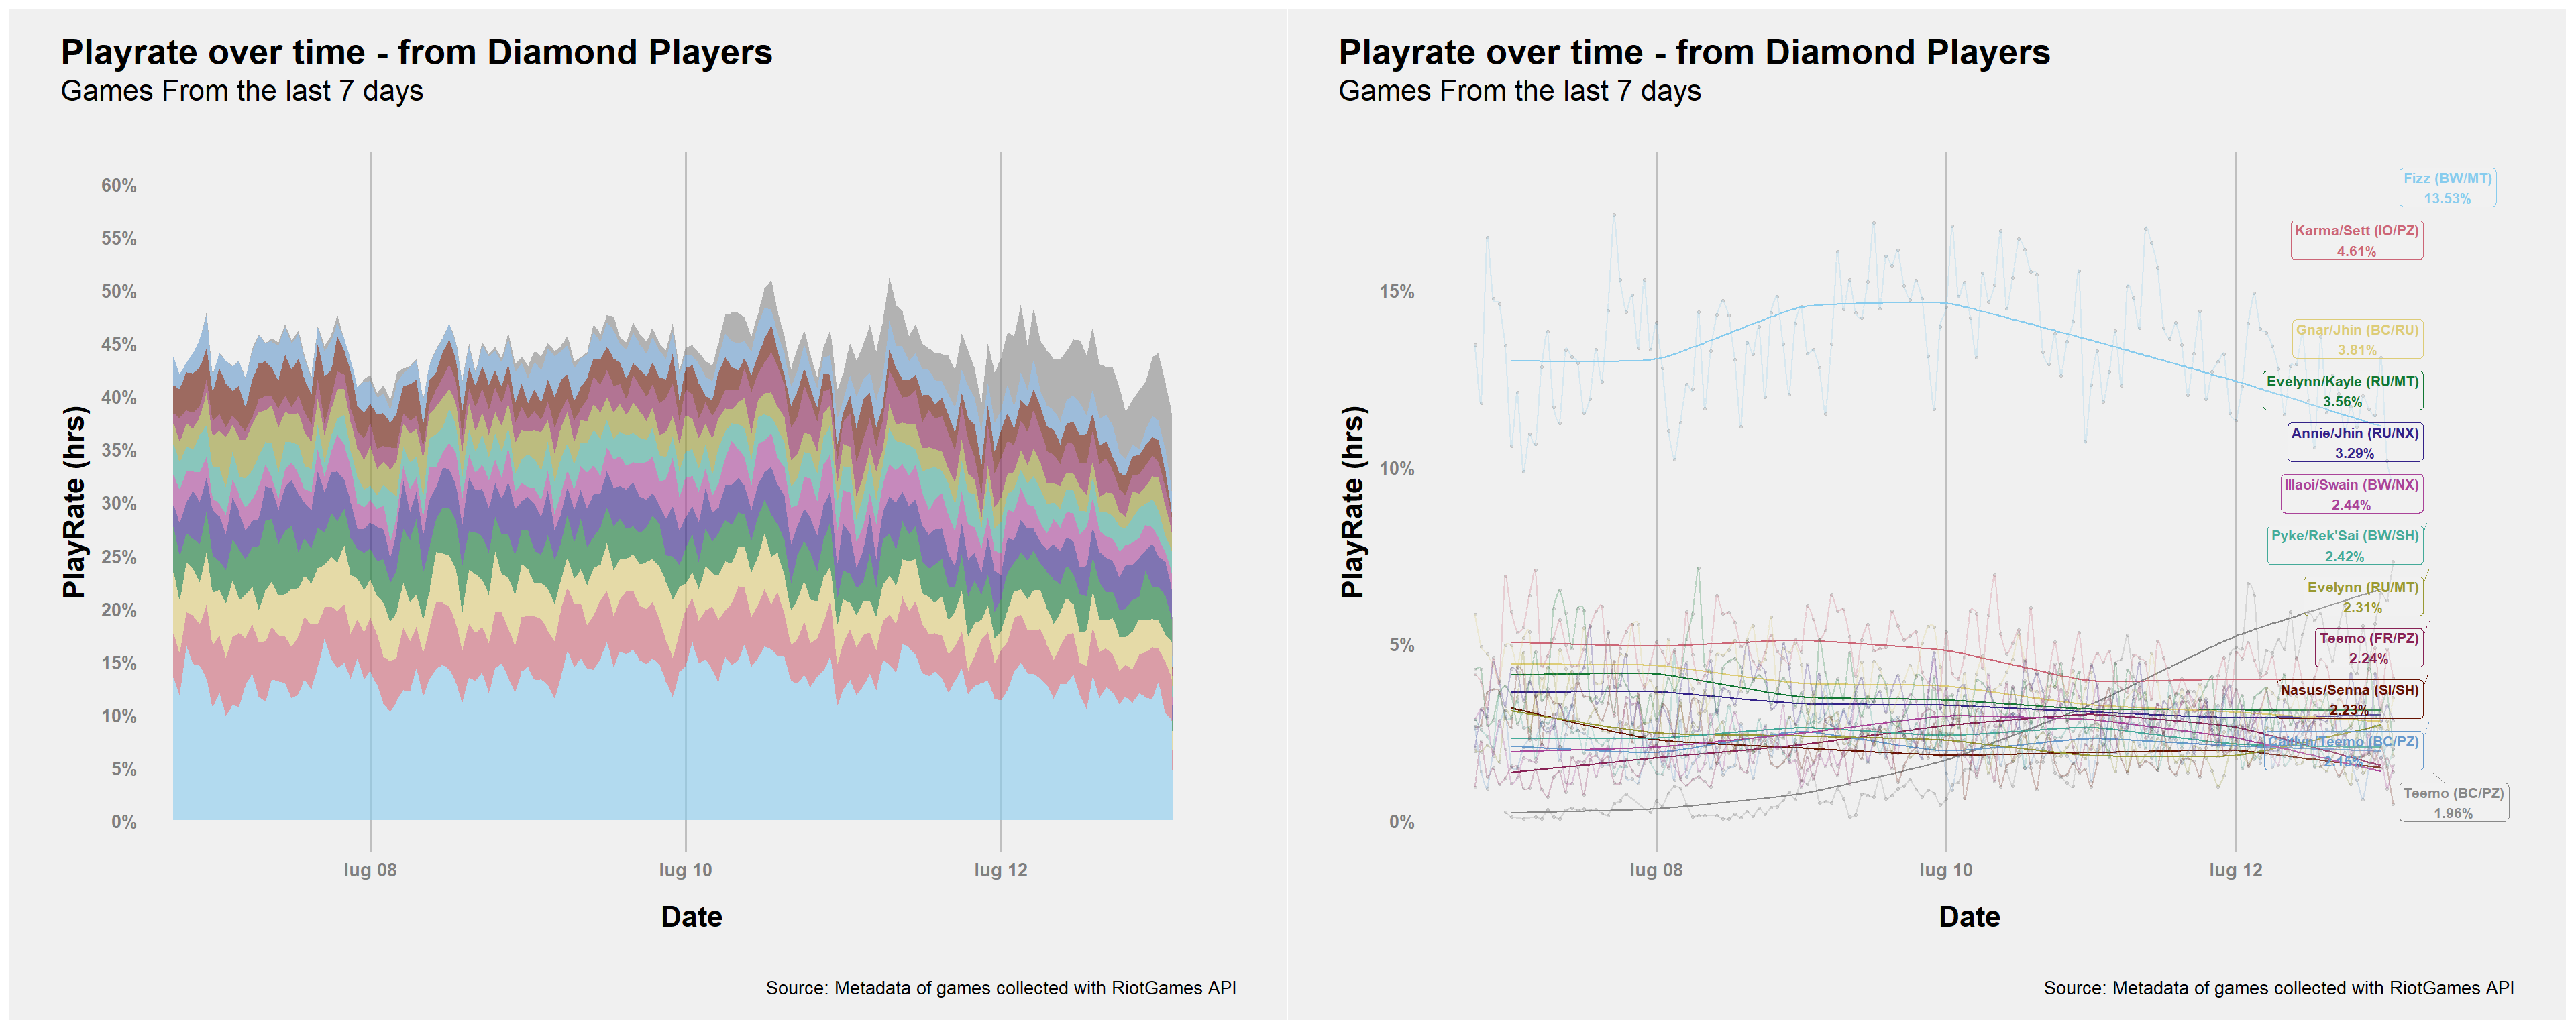 Playrate over time - from Diamond Players
Games From the last 7 days
PlayRate (hrs)
60%
55%
50%
45%
40%
35%
30%
25%
20%
15%
10%
5%
0%
lug 08
lug 10
lug 12
Date
Source: Metadata of games collected with RiotGames API
Playrate over time - from Diamond Players
Games From the last 7 days
PlayRate (hrs)
15%
10%
5%
0%
Fizz (BW/MT)
13.53%
Karma/Sett (IO/PZ)
4.61%
Gnar/Jhin (BC/RU)
3.81%
Evelynn/Kayle (RU/MT)
3.56%
Annie/Jhin (RU/NX)
3.29%
Illaoi/Swain (BW/NX)
2.44%
Pyke/Rek'Sai (BW/SH)
2.42%
Evelynn (RU/MT)
2.31%
Teemo (FR/PZ)
2.24%
Nasus/Senna (SI/SH)
2.23%
Caitlyn/Teemo (BC/PZ)
Teemo (BC/PZ)
1.96%
lug 08
lug 10
lug 12
Date
Source: Metadata of games collected with RiotGames API